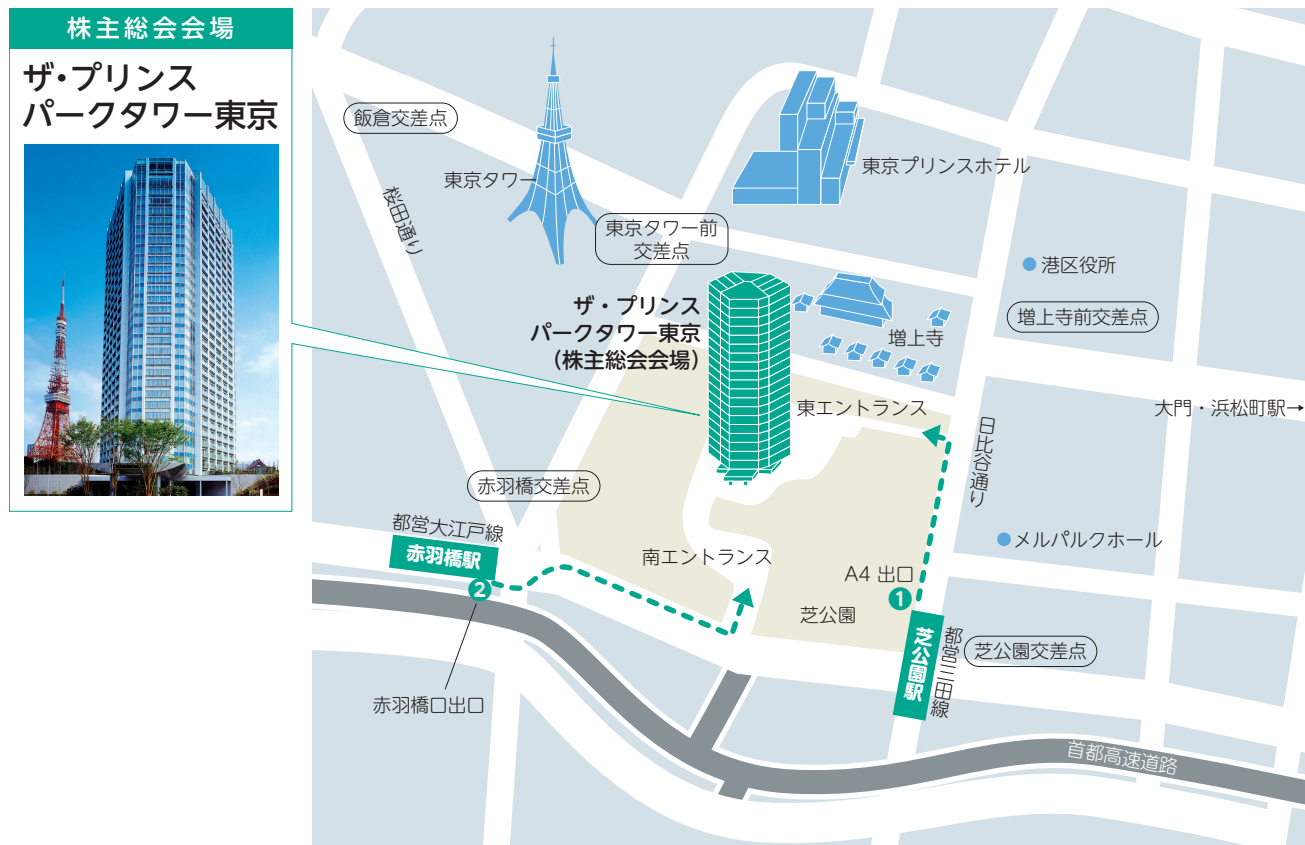 株主総会会場
ザ・プリンス
パークタワー東京
飯倉交差点
東京タワー
桜田通り
東京タワー前
交差点
東京プリンスホテル
港区役所
増上寺前交差点
増上寺
ザ・プリンス
パークタワー東京
(株主総会会場)
東エントランス
大門・浜松町駅→
日比谷通り
赤羽橋交差点
都営大江戸線
赤羽橋駅
2
南エントランス
メルパルクホール
A4 出口
1
芝公園
芝公園駅
都営三田線
芝公園交差点
赤羽橋口出口
首都高速道路